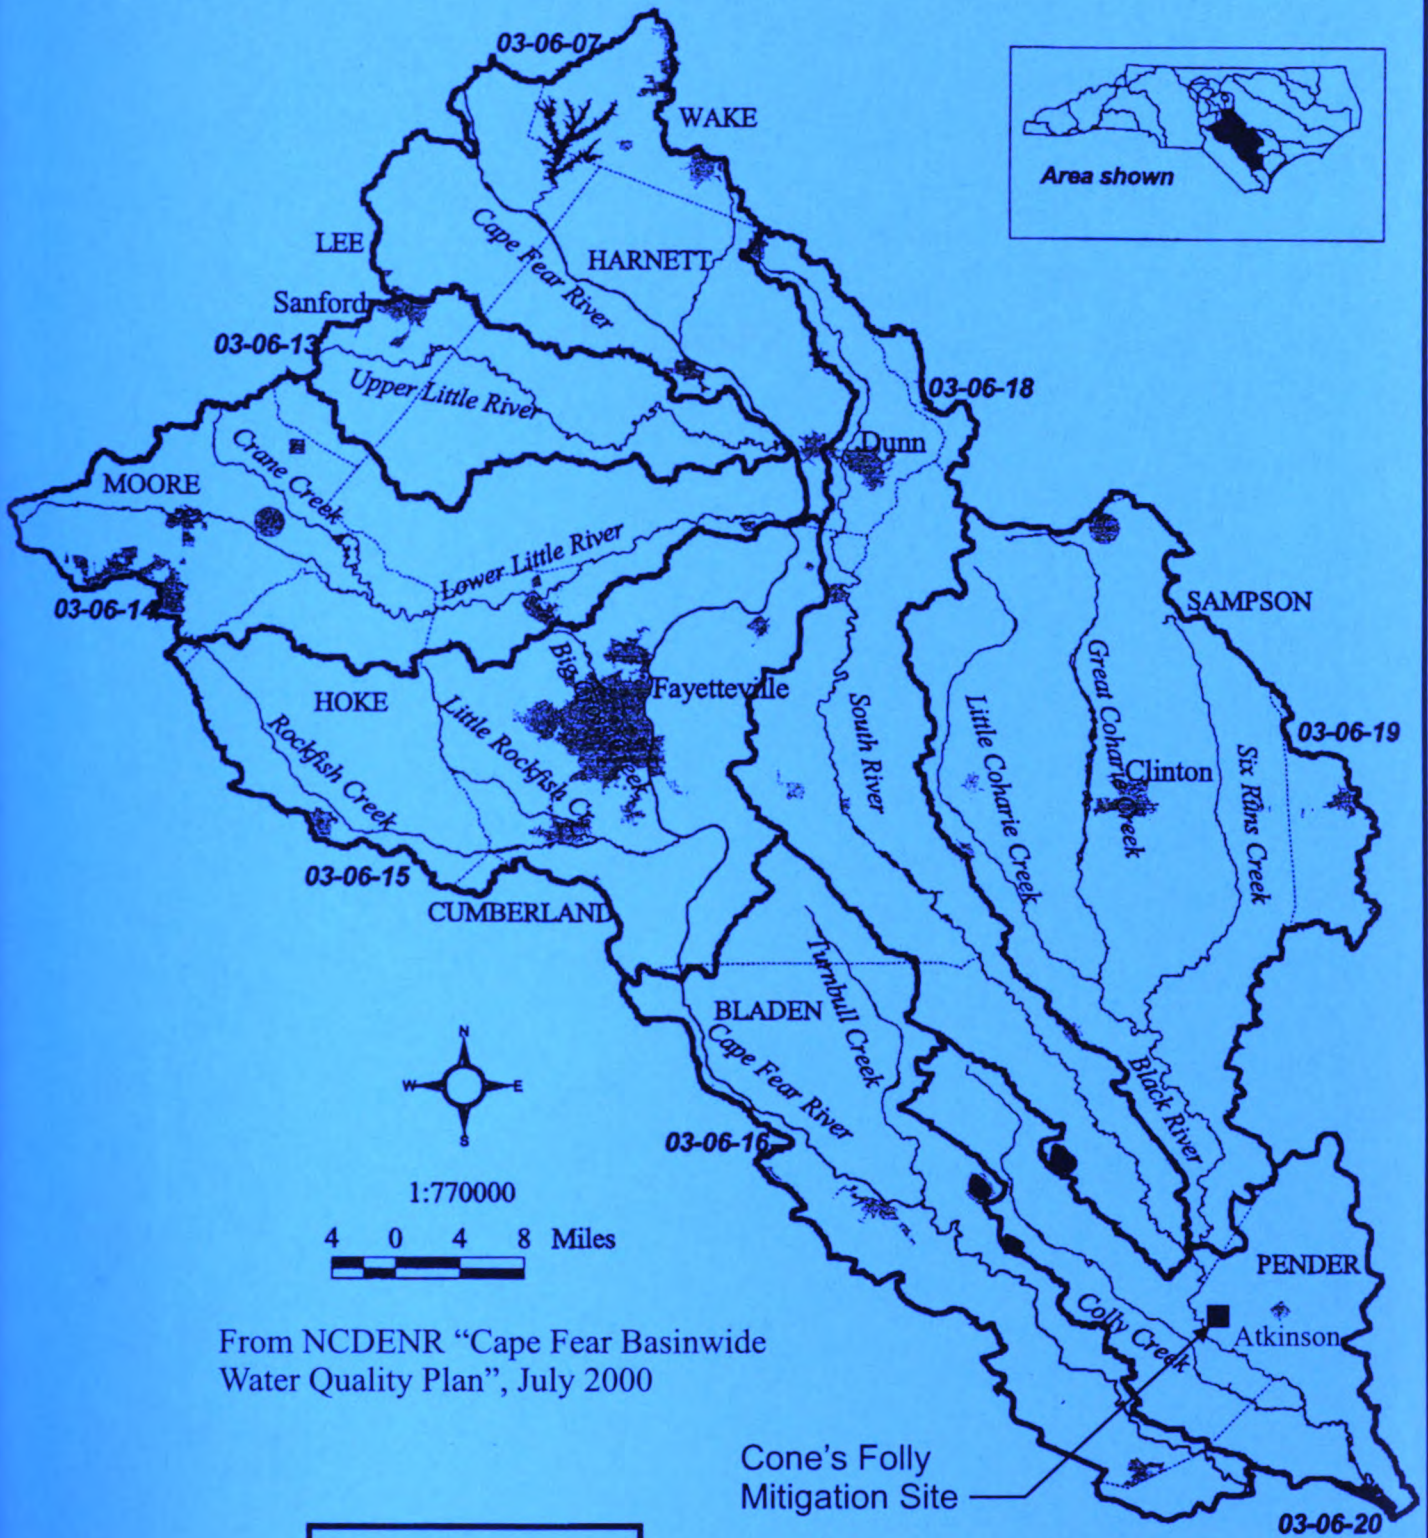 03-06-07
WAKE
Area shown
LEE
Cape Fear River
HARNETT
Sanford
03-06-13
Upper Little River
03-06-18
Dunn
Crane Creek
MOORE
Lower Little River
03-06-14
SAMPSON
Big
Creek
Fayetteville
HOKE
Little Rockfish Cr.
Rockfish Creek
South River
Little Coharie Creek
Great Coharie Creek
Clinton
Six Runs Creek
03-06-19
03-06-15
CUMBERLAND
Turnbull Creek
BLADEN
Cape Fear River
Black River
N
W E
S
03-06-16
1:770000
4 0 4 8 Miles
PENDER
Colly Creek
Atkinson
From NCDENR “Cape Fear Basinwide
Water Quality Plan”, July 2000
Cone’s Folly
Mitigation Site
03-06-20